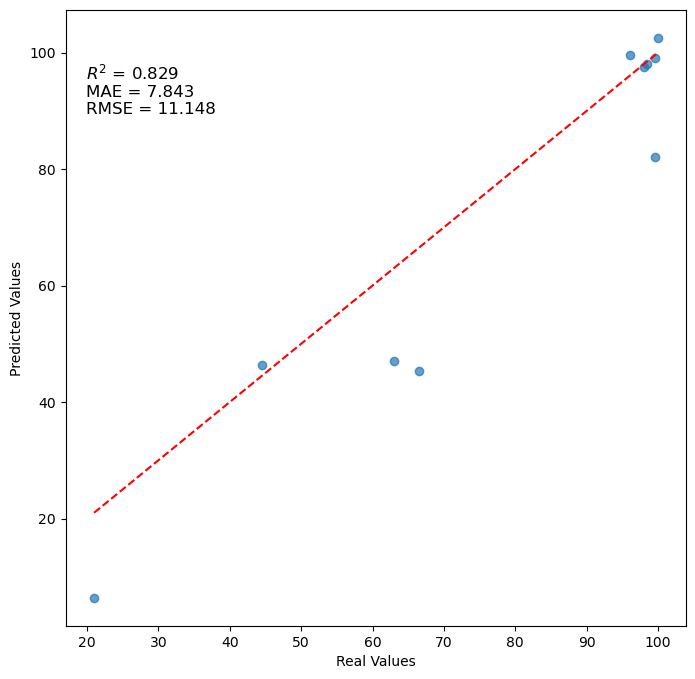 R² = 0.829
MAE = 7.843
RMSE = 11.148
100
80
60
40
20
Predicted Values
20 30 40 50 60 70 80 90 100
Real Values